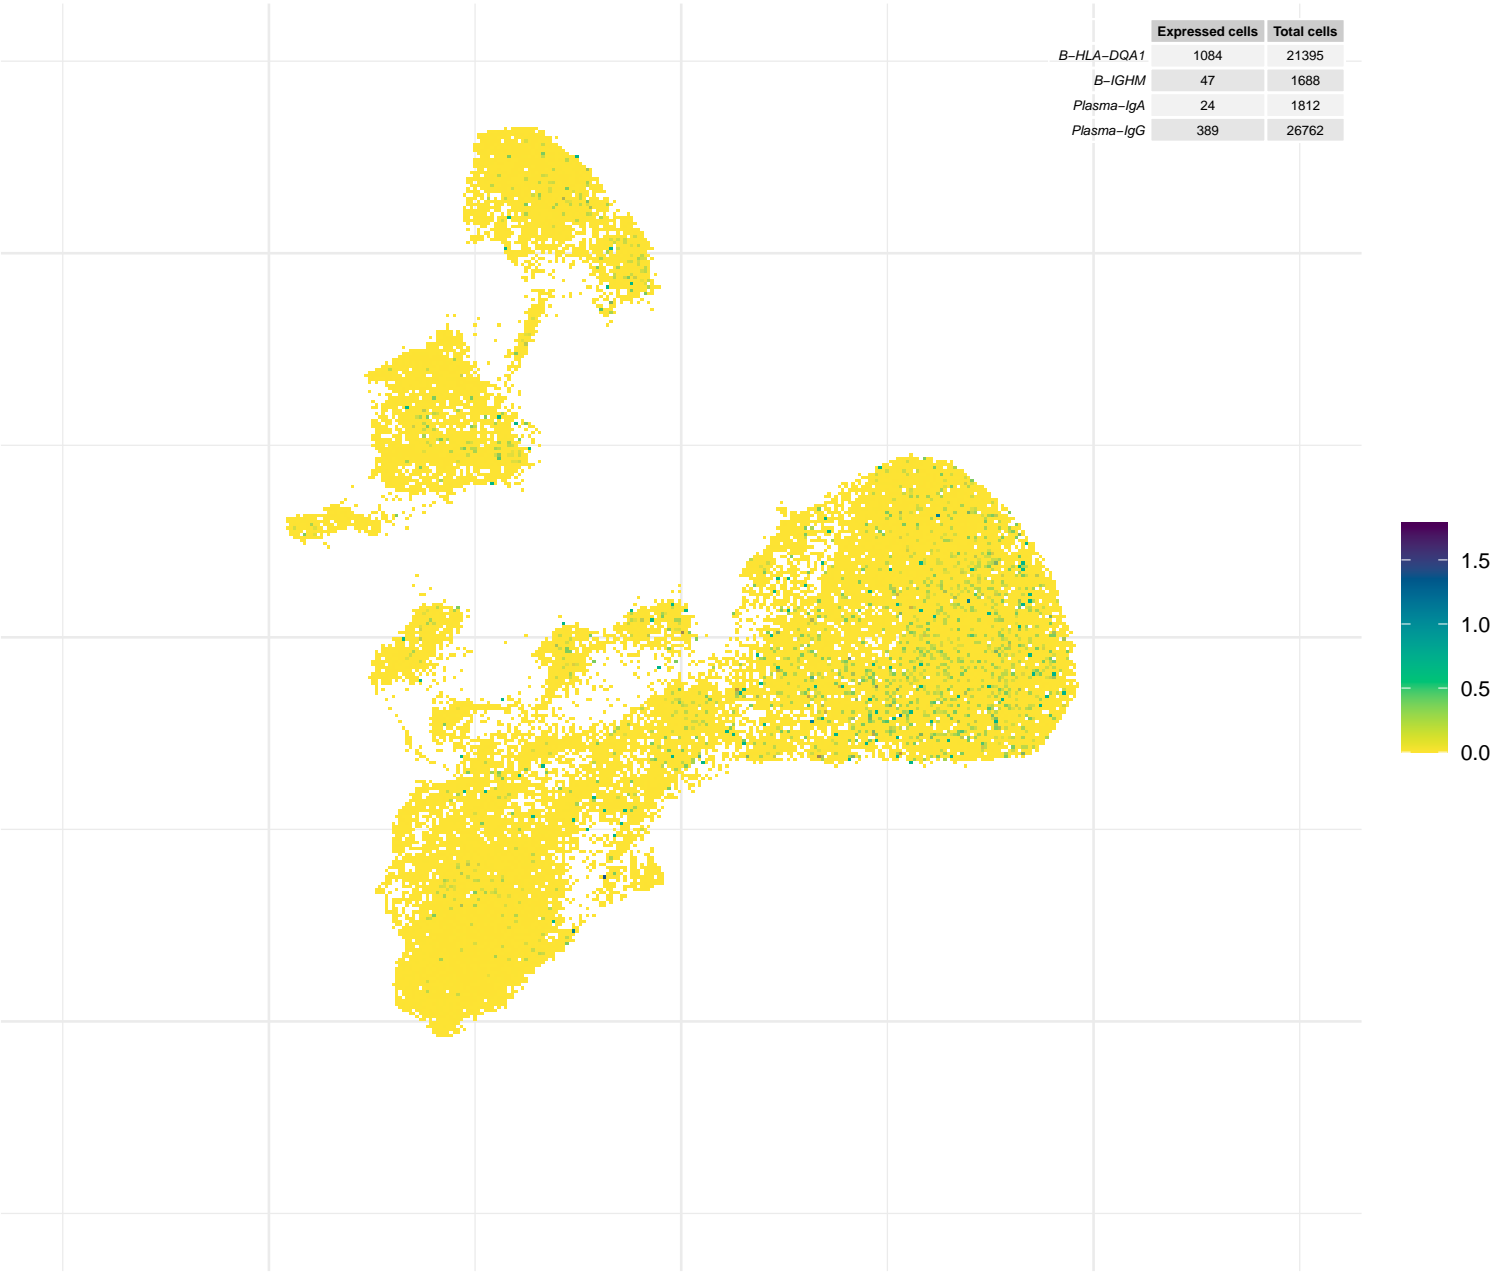 Expressed cells Total cells
B−HLA−DQA1 1084 21395
B−IGHM 47 1688
Plasma−IgA 24 1812
Plasma−IgG 389 26762
1.5
1.0
0.5
0.0